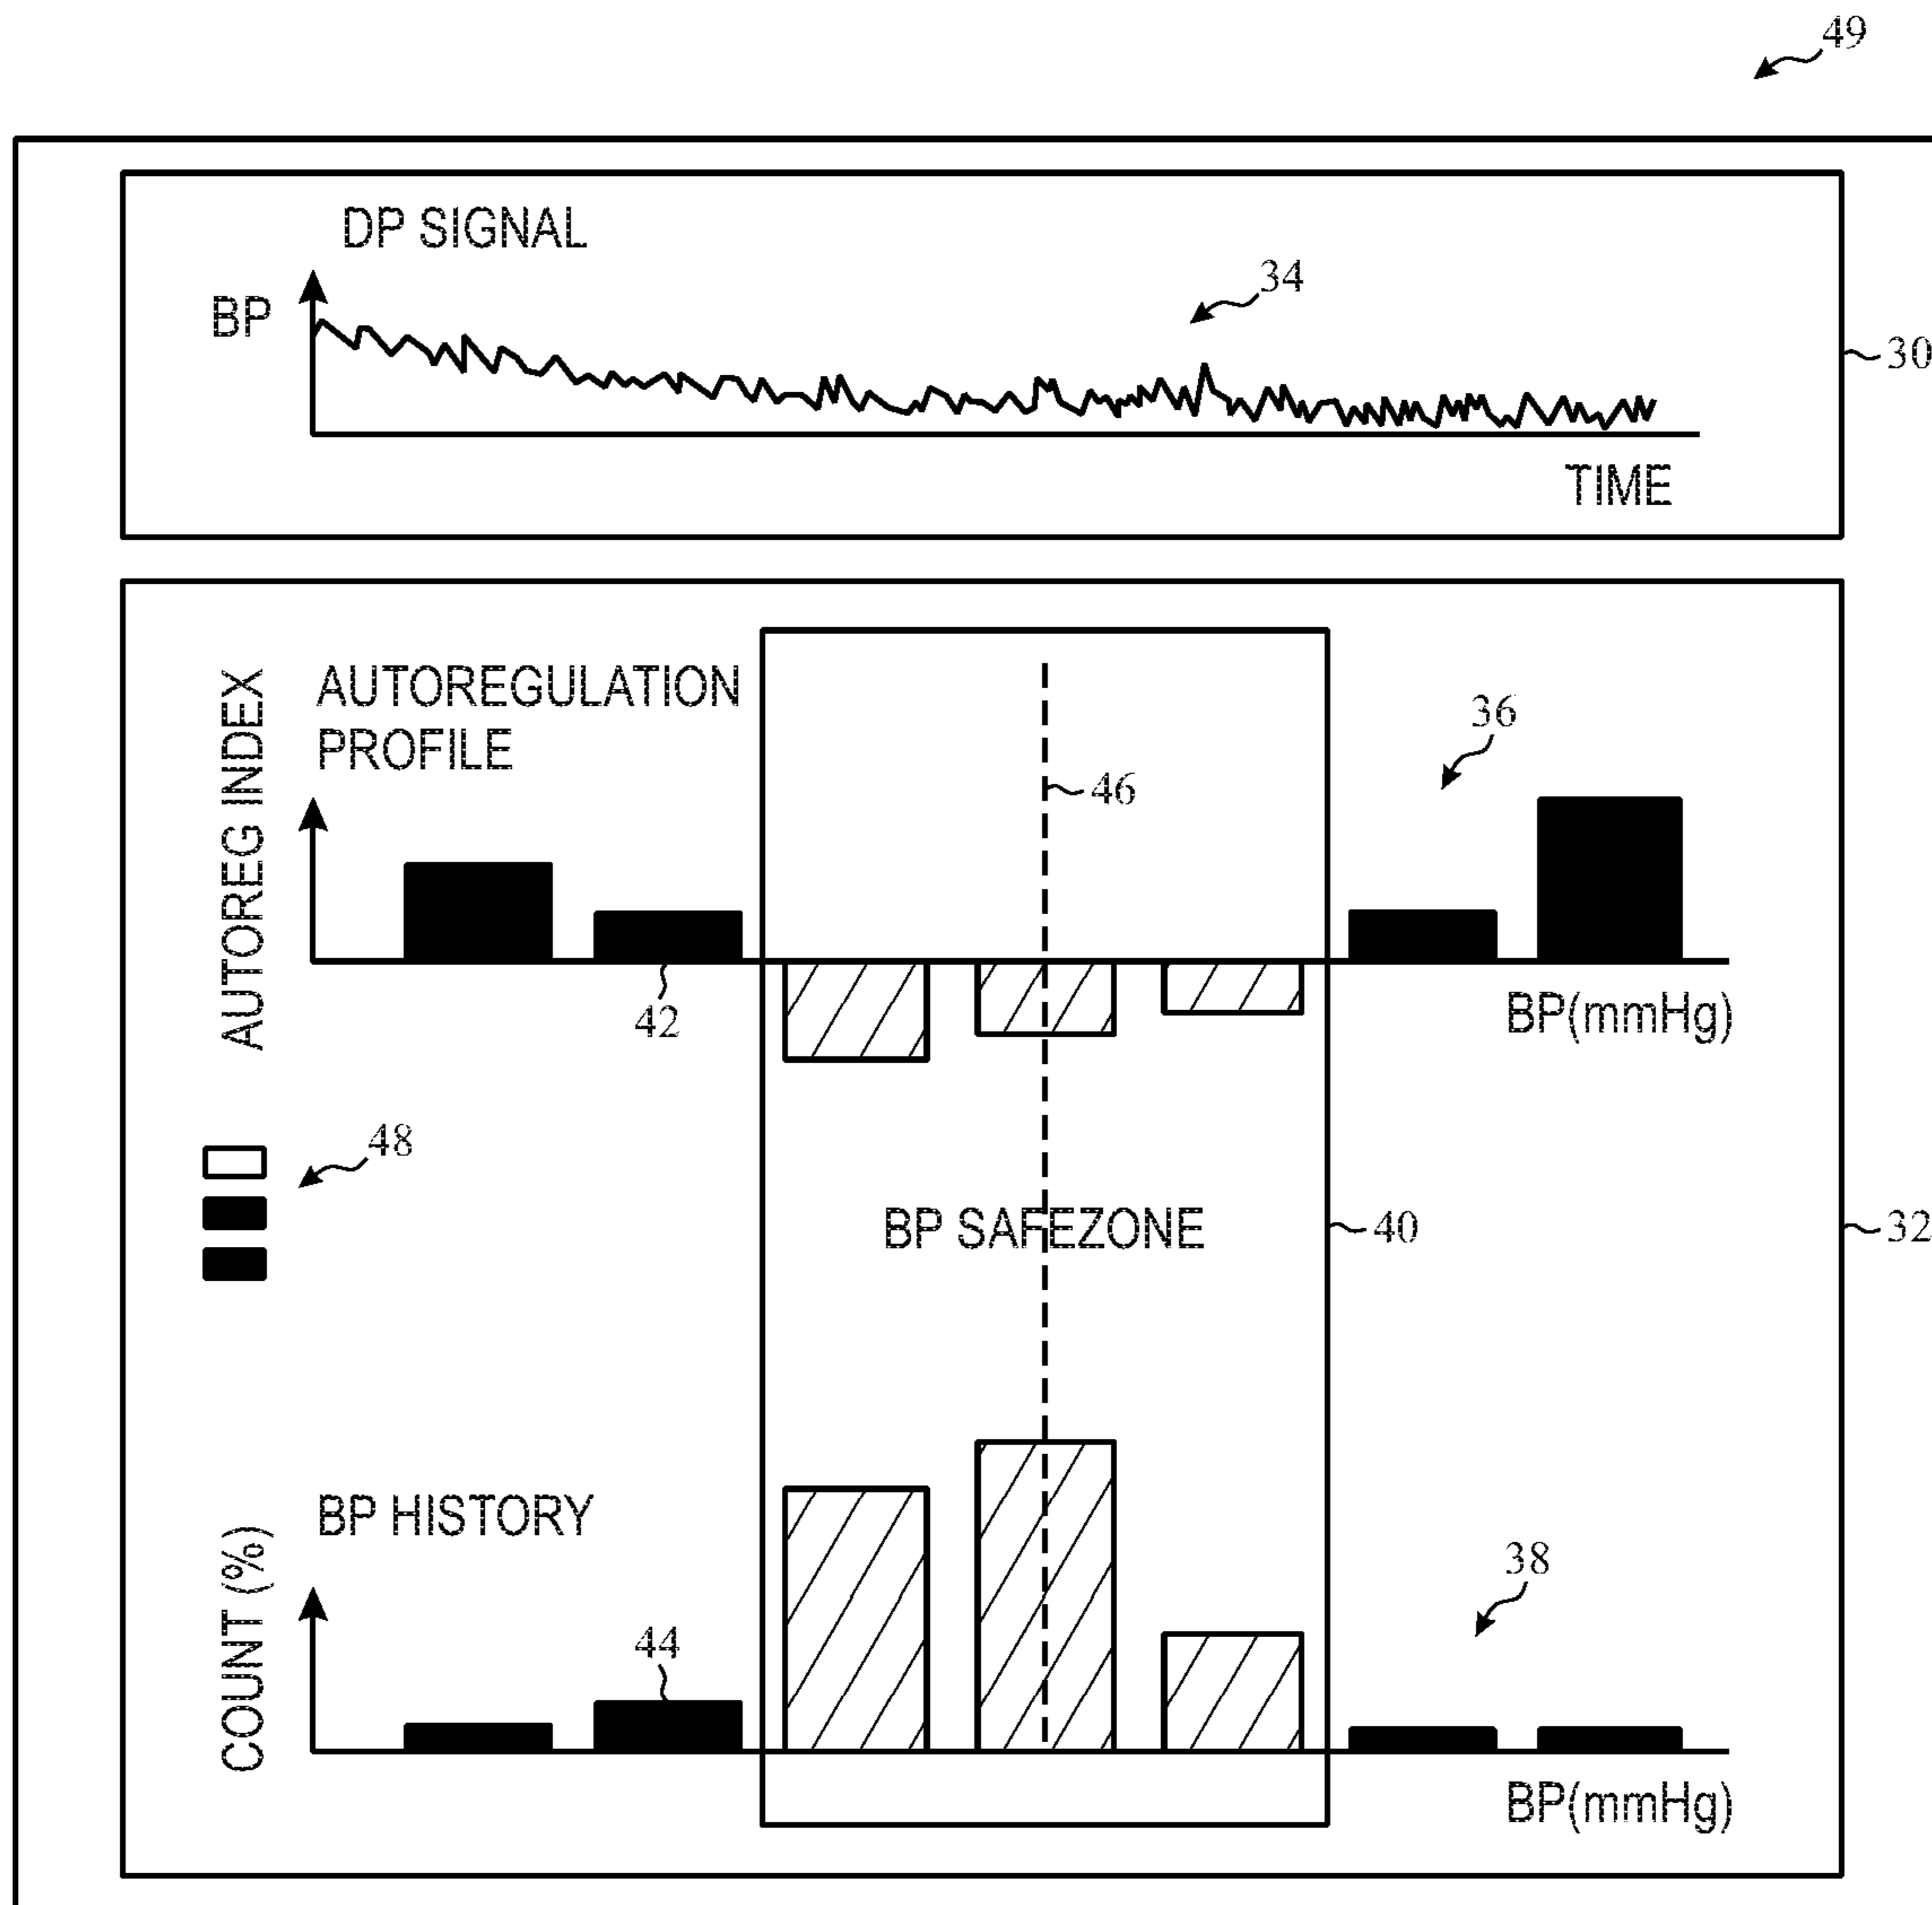 49
DP SIGNAL
BP
34
30
TIME
AUTOREGULATION
PROFILE
AUTOREG INDEX
36
46
42
BP(mmHg)
48
BP SAFEZONE
40
32
BP HISTORY
COUNT (%)
44
38
BP(mmHg)